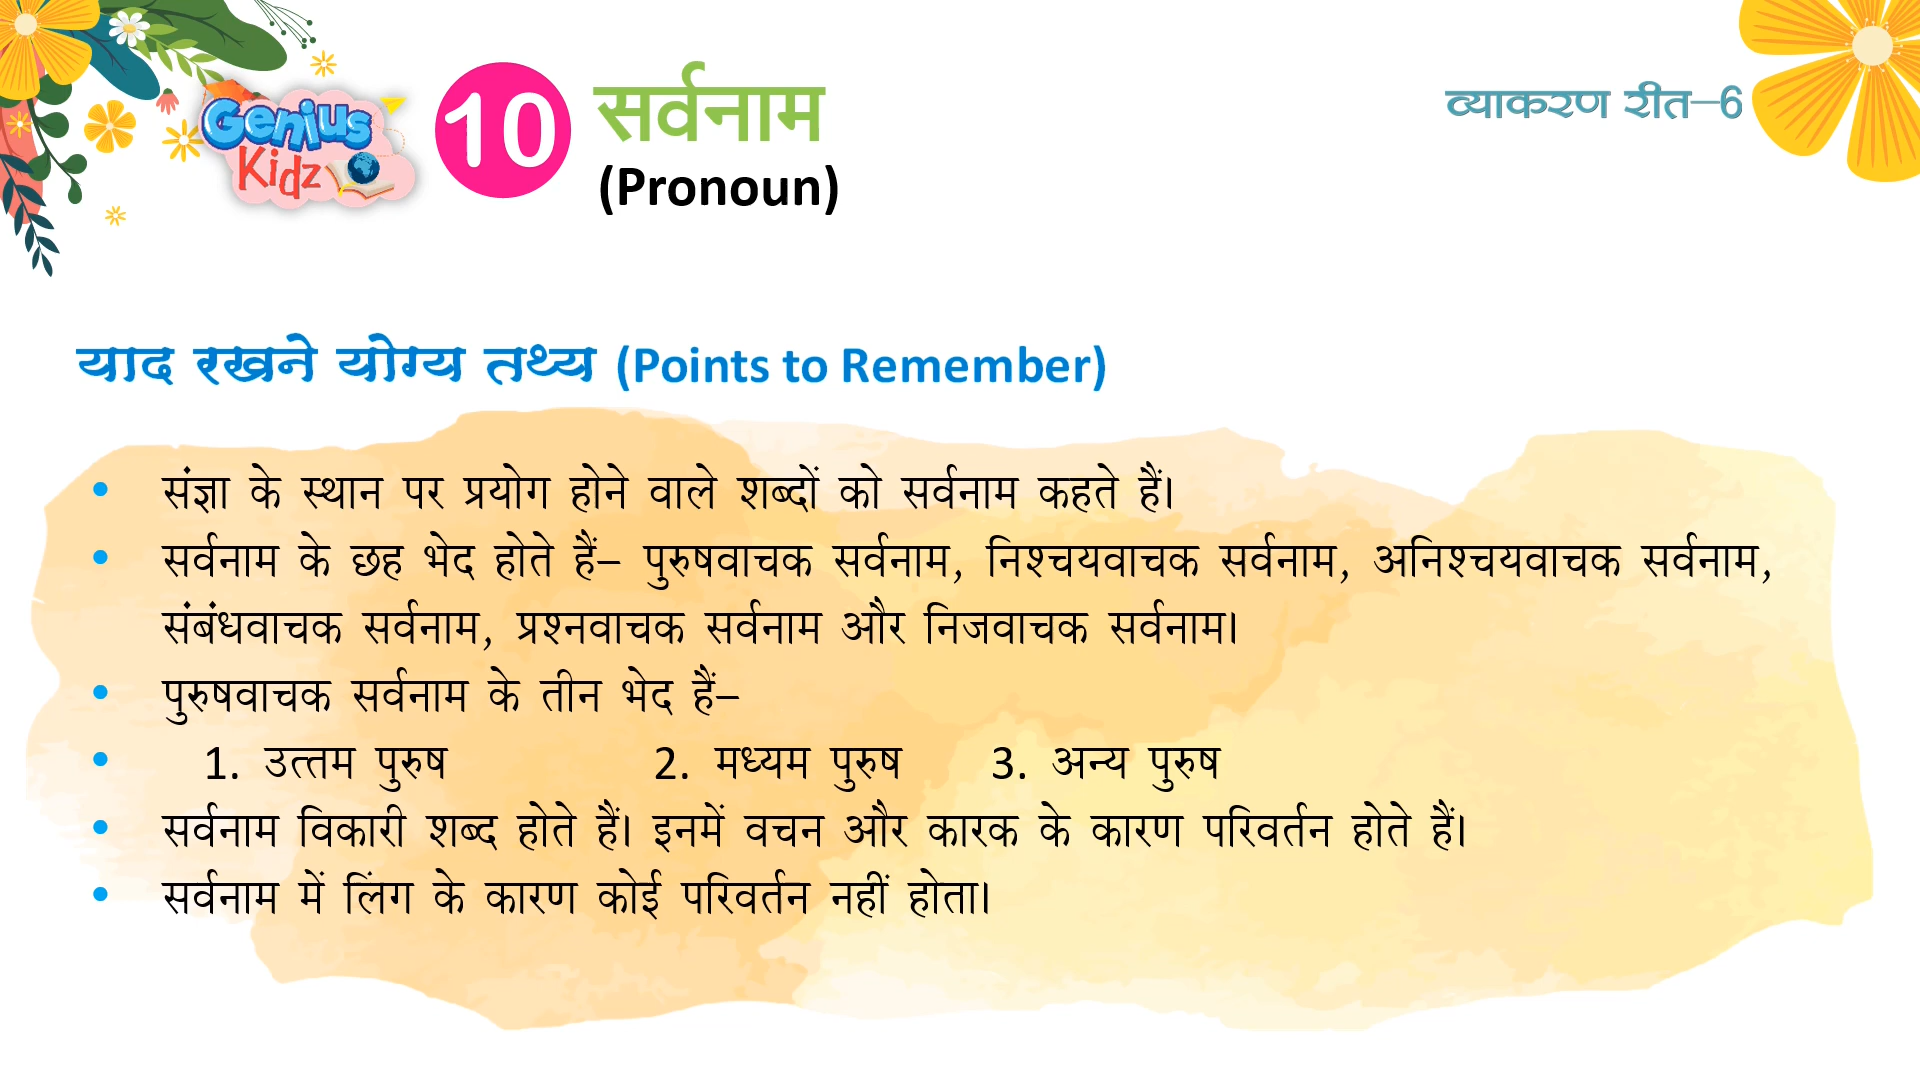 Genius
Kidz
10
सर्वनाम
(Pronoun)
व्याकरण रीत–6
याद रखने योग्य तथ्य (Points to Remember)
• संज्ञा के स्थान पर प्रयोग होने वाले शब्दों को सर्वनाम कहते हैं।
• सर्वनाम के छह भेद होते हैं– पुरुषवाचक सर्वनाम, निश्चयवाचक सर्वनाम, अनिश्चयवाचक सर्वनाम,
संबंधवाचक सर्वनाम, प्रश्नवाचक सर्वनाम और निजवाचक सर्वनाम।
• पुरुषवाचक सर्वनाम के तीन भेद हैं–
• 1. उत्तम पुरुष 2. मध्यम पुरुष 3. अन्य पुरुष
• सर्वनाम विकारी शब्द होते हैं। इनमें वचन और कारक के कारण परिवर्तन होते हैं।
• सर्वनाम में लिंग के कारण कोई परिवर्तन नहीं होता।